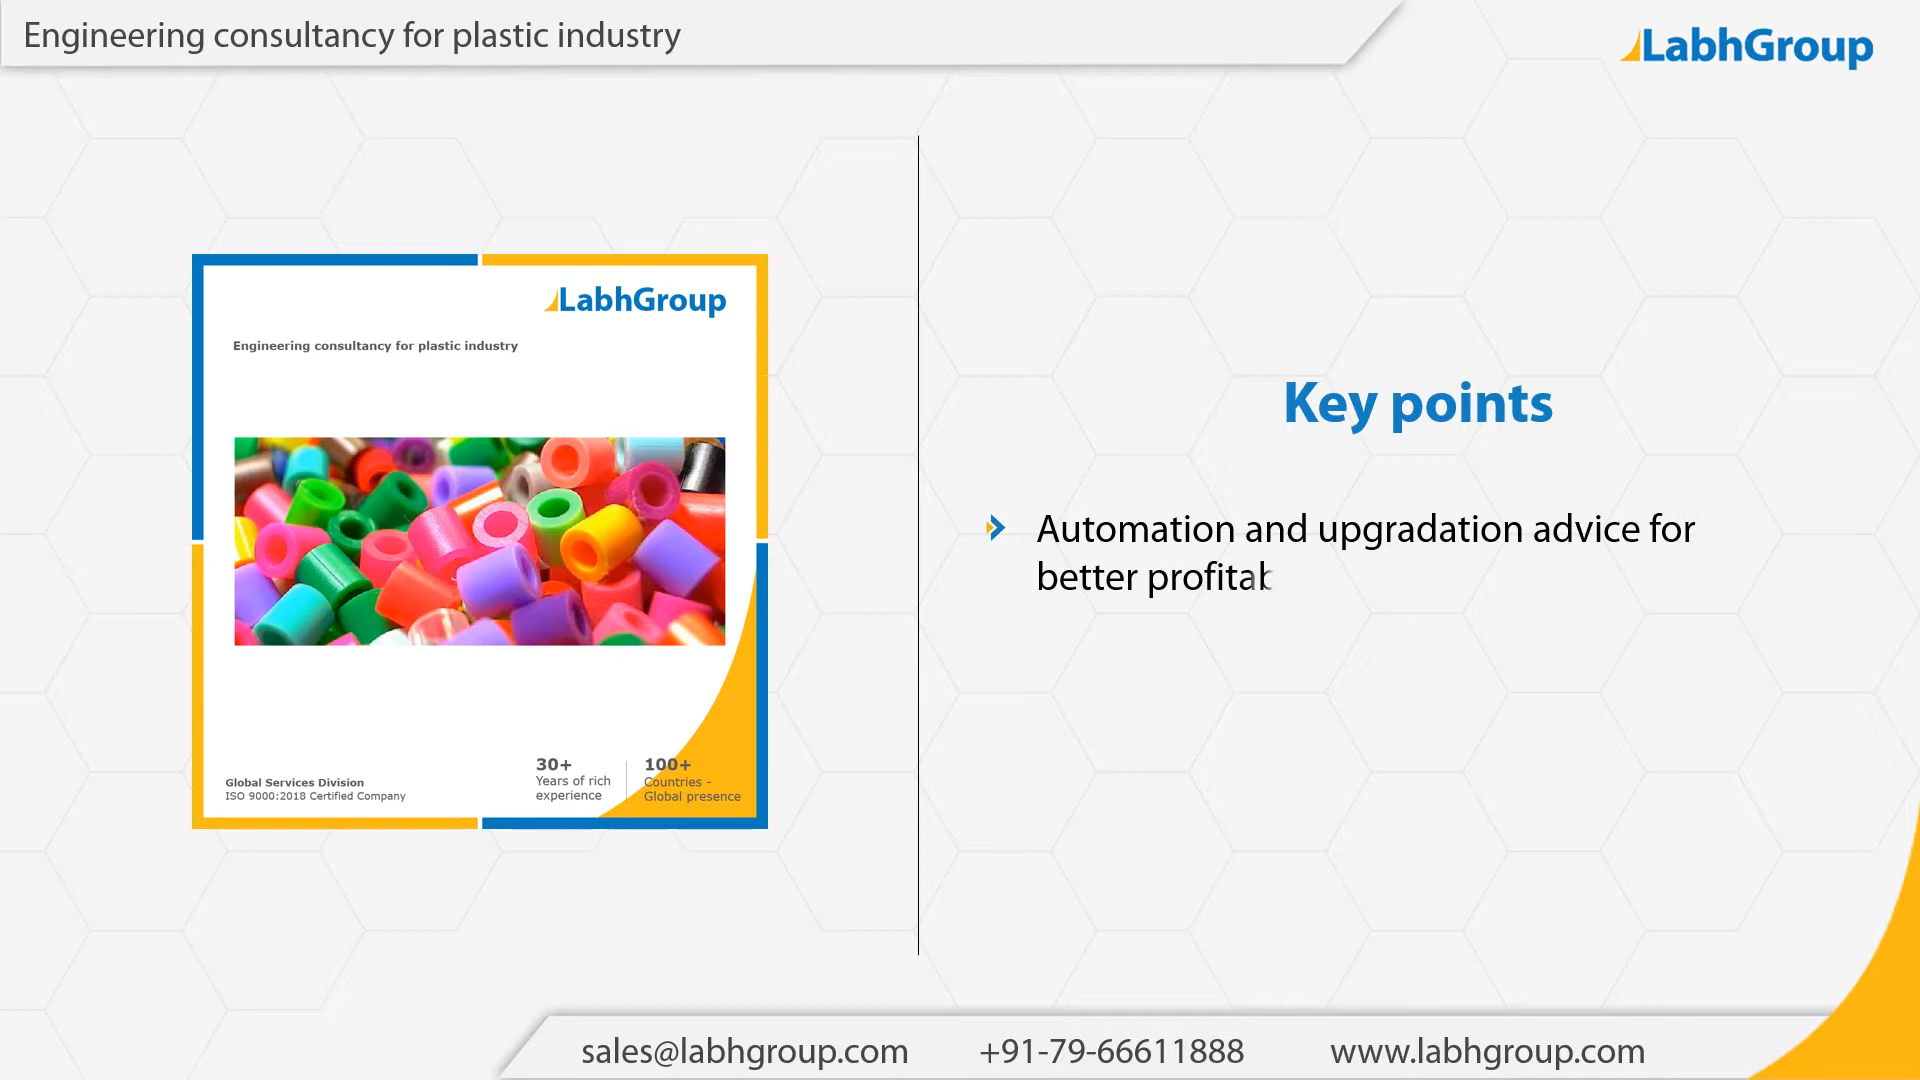 Engineering consultancy for plastic industry
LabhGroup
LabhGroup
Engineering consultancy for plastic industry
Global Services Division
ISO 9000:2018 Certified Company
30+
Years of rich
experience
100+
Countries -
Global presence
Key points
Automation and upgradation advice for
better profitab
sales@labhgroup.com +91-79-66611888 www.labhgroup.com